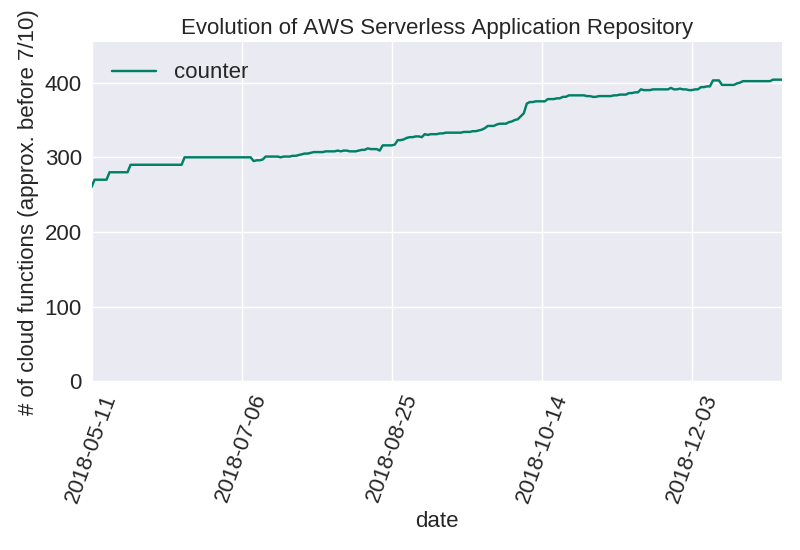 Evolution of AWS Serverless Application Repository
# of cloud functions (approx. before 7/10)
counter
400
300
200
100
0
2018-05-11
2018-07-06
2018-08-25
2018-10-14
2018-12-03
date